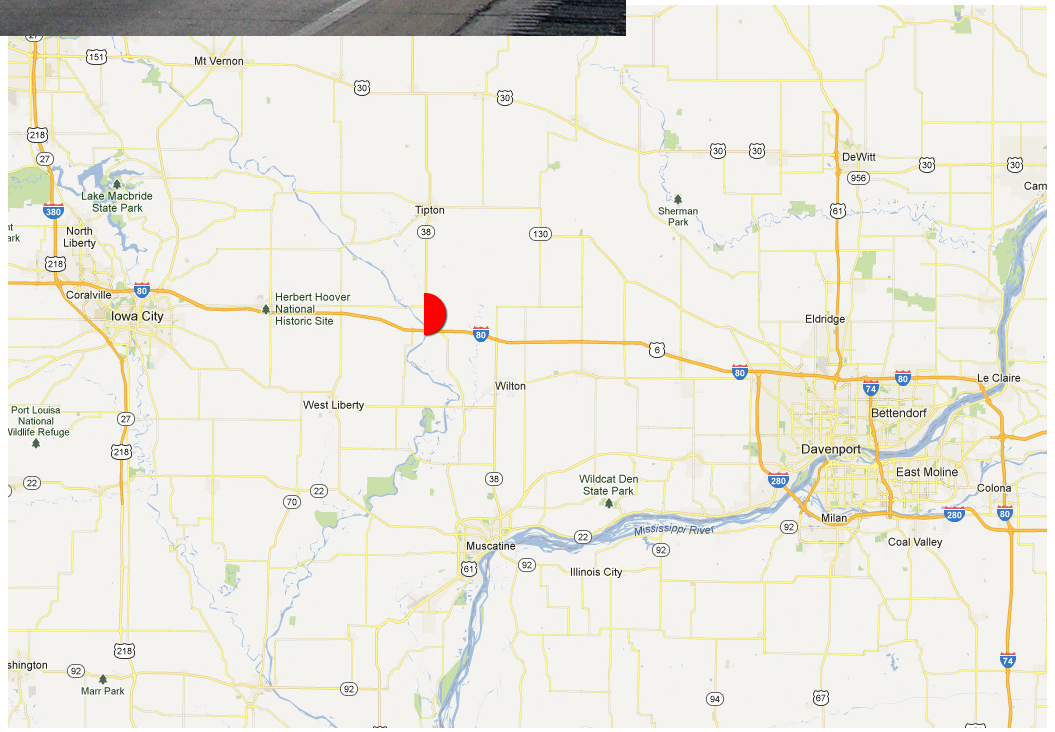 27
151
Mt Vernon
30
30
218
27
30
30
DeWitt
30
30
956
Lake Macbride
State Park
Cam
380
Sherman
Park
61
Tipton
North
Liberty
38
130
ark
218
80
Coralville
Herbert Hoover
National
Historic Site
Iowa City
Eldridge
80
6
80
80
74
Le Claire
Wilton
West Liberty
Port Louisa
National
Wildlife Refuge
27
Bettendorf
218
Davenport
East Moline
22
38
Wildcat Den
State Park
280
Colona
22
70
Milan
280
80
92
Mississippi River
22
Muscatine
92
Coal Valley
61
92
Illinois City
218
shington
92
74
Marr Park
92
94
67